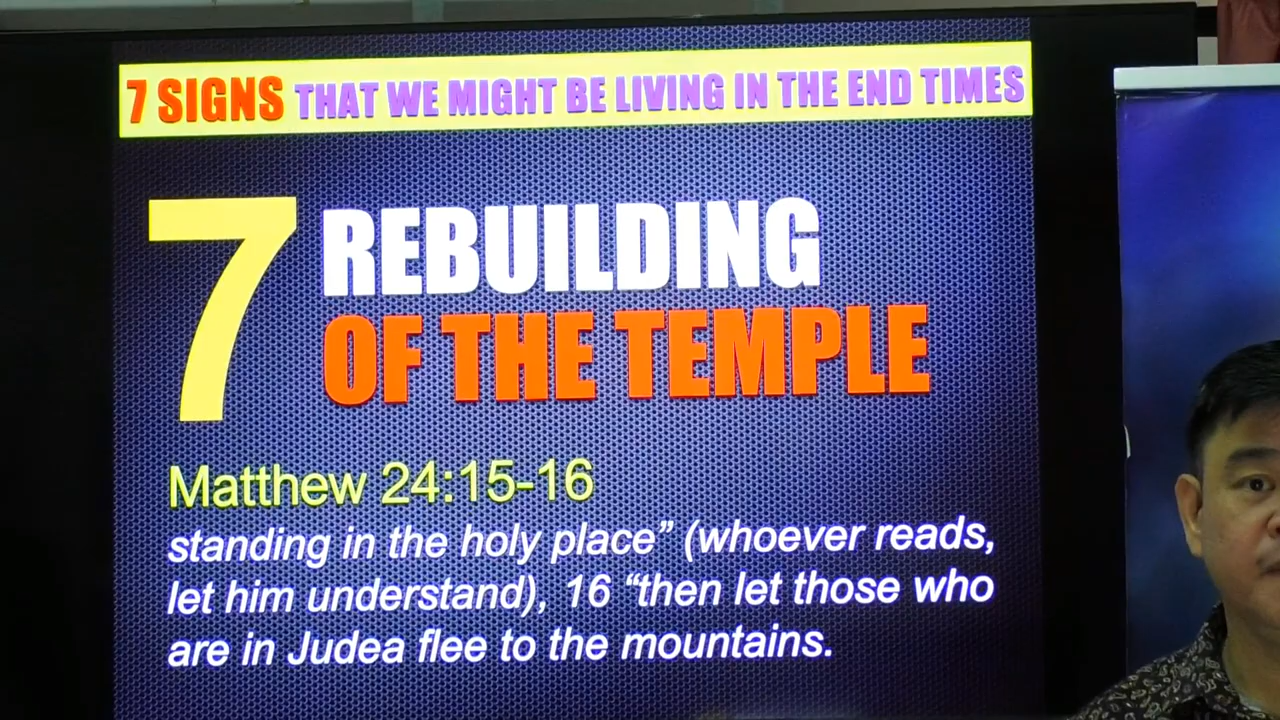 7 SIGNS THAT WE MIGHT BE LIVING IN THE END TIMES
7 REBUILDING
OF THE TEMPLE
Matthew 24:15-16
standing in the holy place” (whoever reads,
let him understand), 16 “then let those who
are in Judea flee to the mountains.